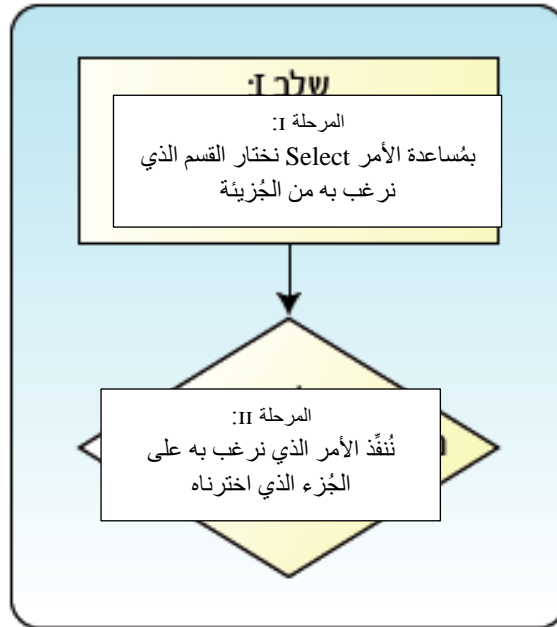 שלב I:
المرحلة I:
بمُساعدة الأمر Select نختار القسم الذي
نرغب به من الجُزيئة
المرحلة II:
نُنفِّذ الأمر الذي نرغب به على
الجُزء الذي اخترناه